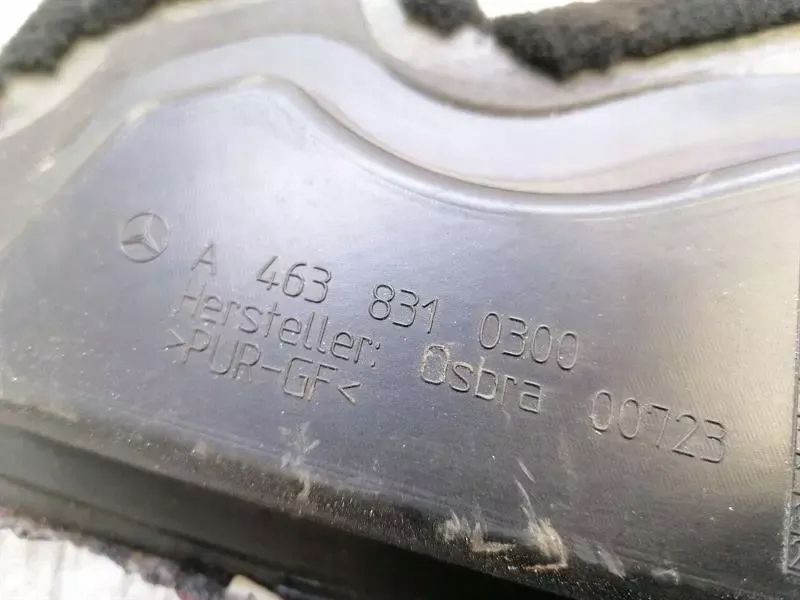 A 463 831 0300
Hersteller: Osbra 00723
>PUR-GF<